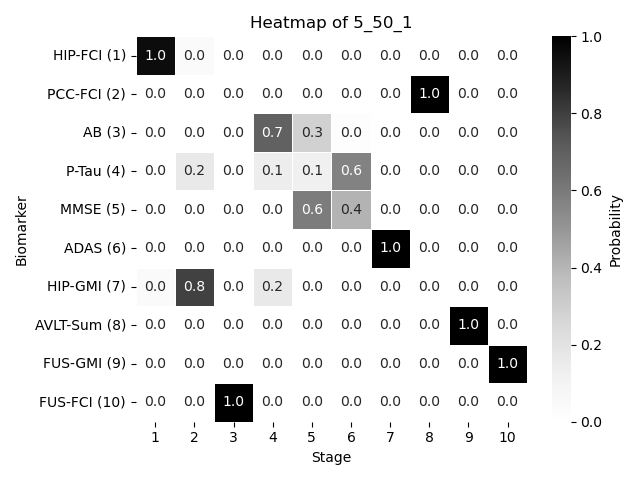 Heatmap of 5_50_1
HIP-FCI (1) 1.0 0.0 0.0 0.0 0.0 0.0 0.0 0.0 0.0 0.0
PCC-FCI (2) 0.0 0.0 0.0 0.0 0.0 0.0 0.0 1.0 0.0 0.0
AB (3) 0.0 0.0 0.0 0.7 0.3 0.0 0.0 0.0 0.0 0.0
P-Tau (4) 0.0 0.2 0.0 0.1 0.1 0.6 0.0 0.0 0.0 0.0
MMSE (5) 0.0 0.0 0.0 0.0 0.6 0.4 0.0 0.0 0.0 0.0
ADAS (6) 0.0 0.0 0.0 0.0 0.0 0.0 1.0 0.0 0.0 0.0
HIP-GMI (7) 0.0 0.8 0.0 0.2 0.0 0.0 0.0 0.0 0.0 0.0
AVLT-Sum (8) 0.0 0.0 0.0 0.0 0.0 0.0 0.0 0.0 1.0 0.0
FUS-GMI (9) 0.0 0.0 0.0 0.0 0.0 0.0 0.0 0.0 0.0 1.0
FUS-FCI (10) 0.0 0.0 1.0 0.0 0.0 0.0 0.0 0.0 0.0 0.0
1 2 3 4 5 6 7 8 9 10
Stage
Biomarker
1.0
0.8
0.6
0.4
0.2
0.0
Probability